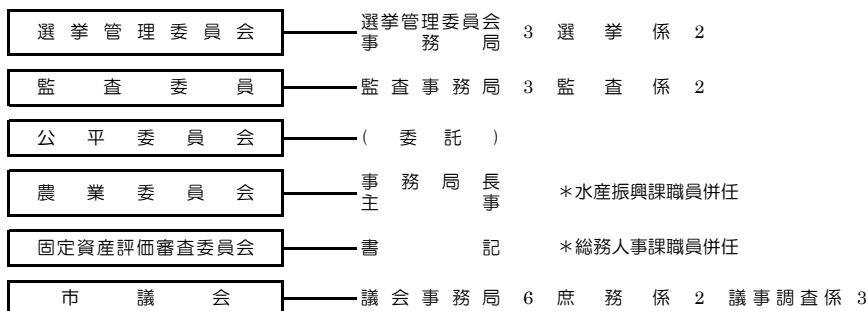 選挙管理委員会 選挙管理委員会事務局 3 選挙係 2
監査委員 監査事務局 3 監査係 2
公平委員会 (委託)
農業委員会 事務局長 主事 *水産振興課職員併任
固定資産評価審査委員会 書記 *総務人事課職員併任
市議会 議会事務局 6 庶務係 2 議事調査係 3